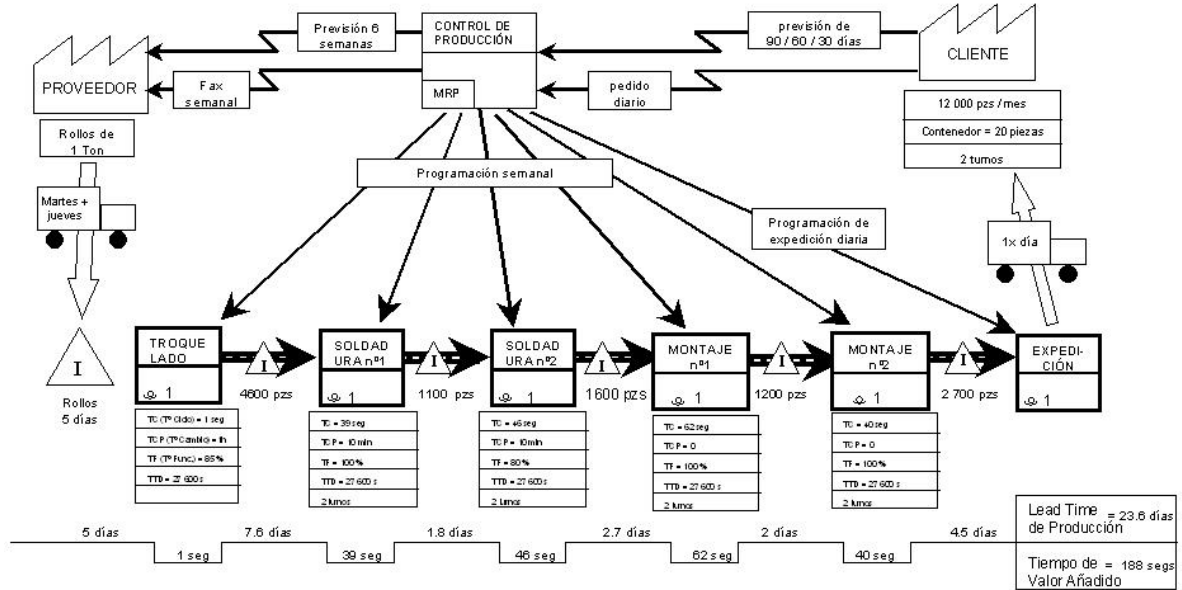 Previsión 6
semanas
CONTROL DE
PRODUCCIÓN
MRP
previsión de
90 / 60 / 30 días
CLIENTE
PROVEEDOR
Fax
semanal
pedido
diario
Rollos de
1 Ton
12 000 pzs / mes
Contenedor = 20 piezas
2 turnos
Martes +
jueves
Programación semanal
Programación de
expedición diaria
1x día
I
Rollos
5 días
TROQUE
LADO
1
I
4600 pzs
SOLDAD
URA nº1
1
I
1100 pzs
SOLDAD
URA nº2
1
I
1600 pzs
MONTAJE
nº1
1
I
1200 pzs
MONTAJE
nº2
1
I
2 700 pzs
EXPEDI-
CIÓN
1
TC (Tº Ciclo) = 1 seg
TCP (Tº Cambio) = 1h
TF (Tº Func.) = 85%
TTD = 27 600 s
TC = 39 seg
TCP = 10 min
TF = 100%
TTD = 27 600 s
2 turnos
TC = 46 seg
TCP = 10 min
TF = 80%
TTD = 27 600 s
2 turnos
TC = 62 seg
TCP = 0
TF = 100%
TTD = 27 600 s
2 turnos
TC = 40 seg
TCP = 0
TF = 100%
TTD = 27 600 s
2 turnos
5 días
7.6 días
1.8 días
2.7 días
2 días
4.5 días
1 seg
39 seg
46 seg
62 seg
40 seg
Lead Time
de Producción = 23.6 días
Tiempo de = 188 segs
Valor Añadido